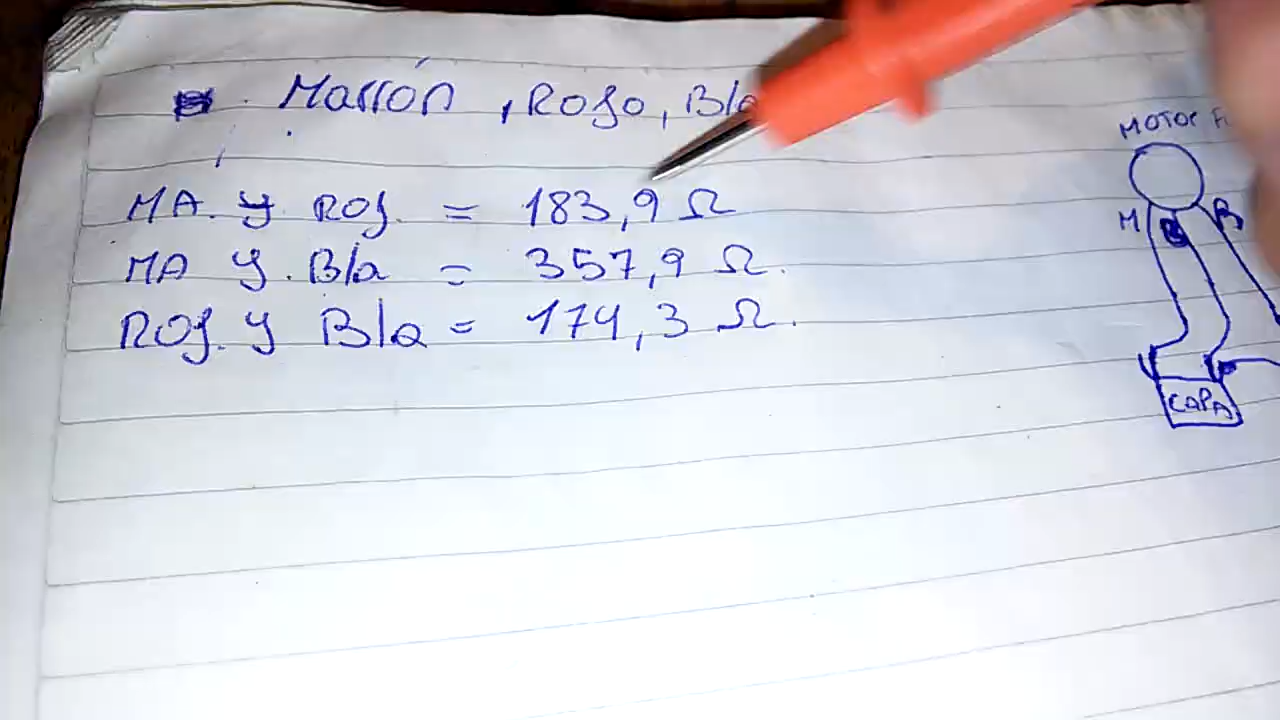 Marrón, Rojo, Bla
MA. y Roj. = 183,9 Ω
MA y. Bla = 357,9 Ω.
Roj. y Bla = 174,3 Ω.
MOTOR
M B B
CAPA